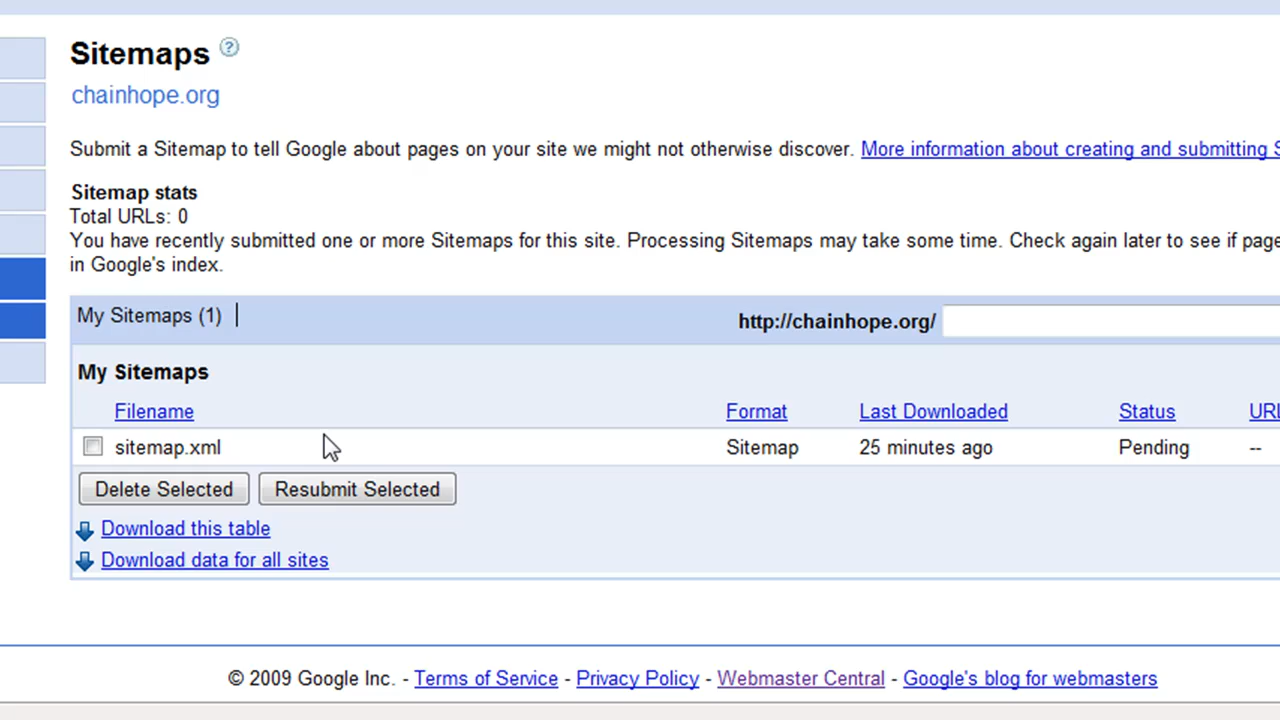 Sitemaps ?
chainhope.org
Submit a Sitemap to tell Google about pages on your site we might not otherwise discover. More information about creating and submitting
Sitemap stats
Total URLs: 0
You have recently submitted one or more Sitemaps for this site. Processing Sitemaps may take some time. Check again later to see if
in Google's index.
My Sitemaps (1) |
http://chainhope.org/
My Sitemaps
Filename Format Last Downloaded Status
sitemap.xml Sitemap 25 minutes ago Pending --
Delete Selected Resubmit Selected
Download this table
Download data for all sites
© 2009 Google Inc. - Terms of Service - Privacy Policy - Webmaster Central - Google's blog for webmasters